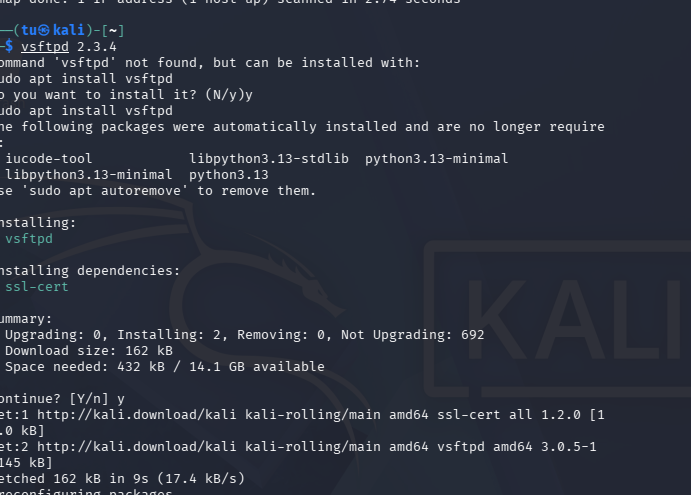 map done: 1 IP address (1 host up) scanned in 2.74 seconds
—(tu㉿kali)-[~]
-$ vsftpd 2.3.4
ommand 'vsftpd' not found, but can be installed with:
udo apt install vsftpd
o you want to install it? (N/y)y
udo apt install vsftpd
he following packages were automatically installed and are no longer require
:
iucode-tool libpython3.13-stdlib python3.13-minimal
libpython3.13-minimal python3.13
se 'sudo apt autoremove' to remove them.
nstalling:
vsftpd
nstalling dependencies:
ssl-cert
ummary:
Upgrading: 0, Installing: 2, Removing: 0, Not Upgrading: 692
Download size: 162 kB
Space needed: 432 kB / 14.1 GB available
ontinue? [Y/n] y
et:1 http://kali.download/kali kali-rolling/main amd64 ssl-cert all 1.2.0 [1
.0 kB]
et:2 http://kali.download/kali kali-rolling/main amd64 vsftpd amd64 3.0.5-1
145 kB]
etched 162 kB in 9s (17.4 kB/s)
reconfiguring packages
KALI